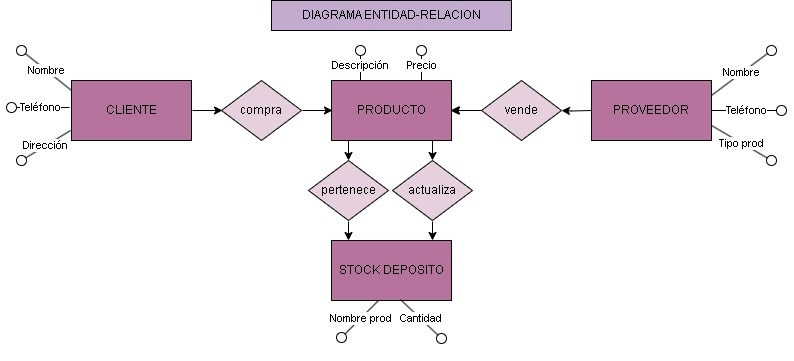 DIAGRAMA ENTIDAD-RELACION
Descripción
Precio
Nombre
Teléfono
Dirección
CLIENTE
compra
PRODUCTO
vende
PROVEEDOR
Nombre
Teléfono
Tipo prod
pertenece
actualiza
STOCK DEPOSITO
Nombre prod
Cantidad